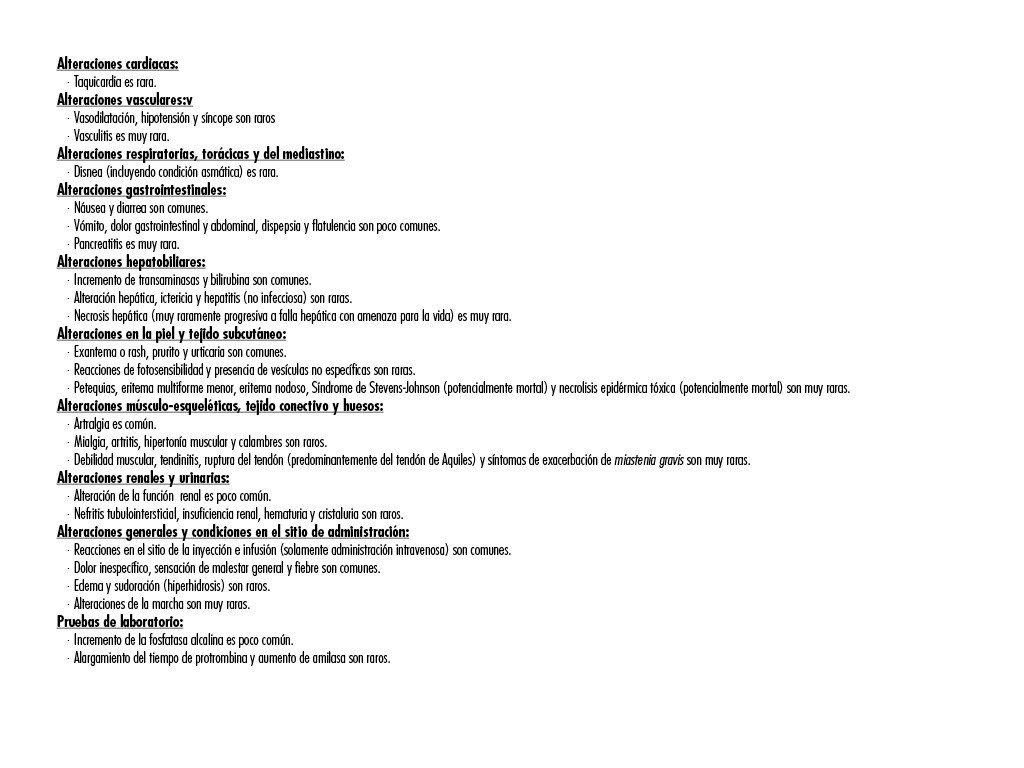 Alteraciones cardiacas:
· Taquicardia es rara.
Alteraciones vasculares:v
· Vasodilatación, hipotensión y síncope son raros
· Vasculitis es muy rara.
Alteraciones respiratorias, torácicas y del mediastino:
· Disnea (incluyendo condición asmática) es rara.
Alteraciones gastrointestinales:
· Náusea y diarrea son comunes.
· Vómito, dolor gastrointestinal y abdominal, dispepsia y flatulencia son poco comunes.
· Pancreatitis es muy rara.
Alteraciones hepatobiliares:
· Incremento de transaminasas y bilirubina son comunes.
· Alteración hepática, ictericia y hepatitis (no infecciosa) son raras.
· Necrosis hepática (muy raramente progresiva a falla hepática con amenaza para la vida) es muy rara.
Alteraciones en la piel y tejido subcutáneo:
· Exantema o rash, prurito y urticaria son comunes.
· Reacciones de fotosensibilidad y presencia de vesículas no específicas son raras.
· Petequias, eritema multiforme menor, eritema nodoso, Síndrome de Stevens-Johnson (potencialmente mortal) y necrolisis epidérmica tóxica (potencialmente mortal) son muy raras.
Alteraciones músculo-esqueléticas, tejido conectivo y huesos:
· Artralgia es común.
· Mialgia, artritis, hipertonía muscular y calambres son raros.
· Debilidad muscular, tendinitis, ruptura del tendón (predominantemente del tendón de Aquiles) y síntomas de exacerbación de miastenia gravis son muy raras.
Alteraciones renales y urinarias:
· Alteración de la función  renal es poco común.
· Nefritis tubulointersticial, insuficiencia renal, hematuria y cristaluria son raros.
Alteraciones generales y condiciones en el sitio de administración:
· Reacciones en el sitio de la inyección e infusión (solamente administración intravenosa) son comunes.
· Dolor inespecífico, sensación de malestar general y fiebre son comunes.
· Edema y sudoración (hiperhidrosis) son raros.
· Alteraciones de la marcha son muy raras.
Pruebas de laboratorio:
· Incremento de la fosfatasa alcalina es poco común.
· Alargamiento del tiempo de protrombina y aumento de amilasa son raros.